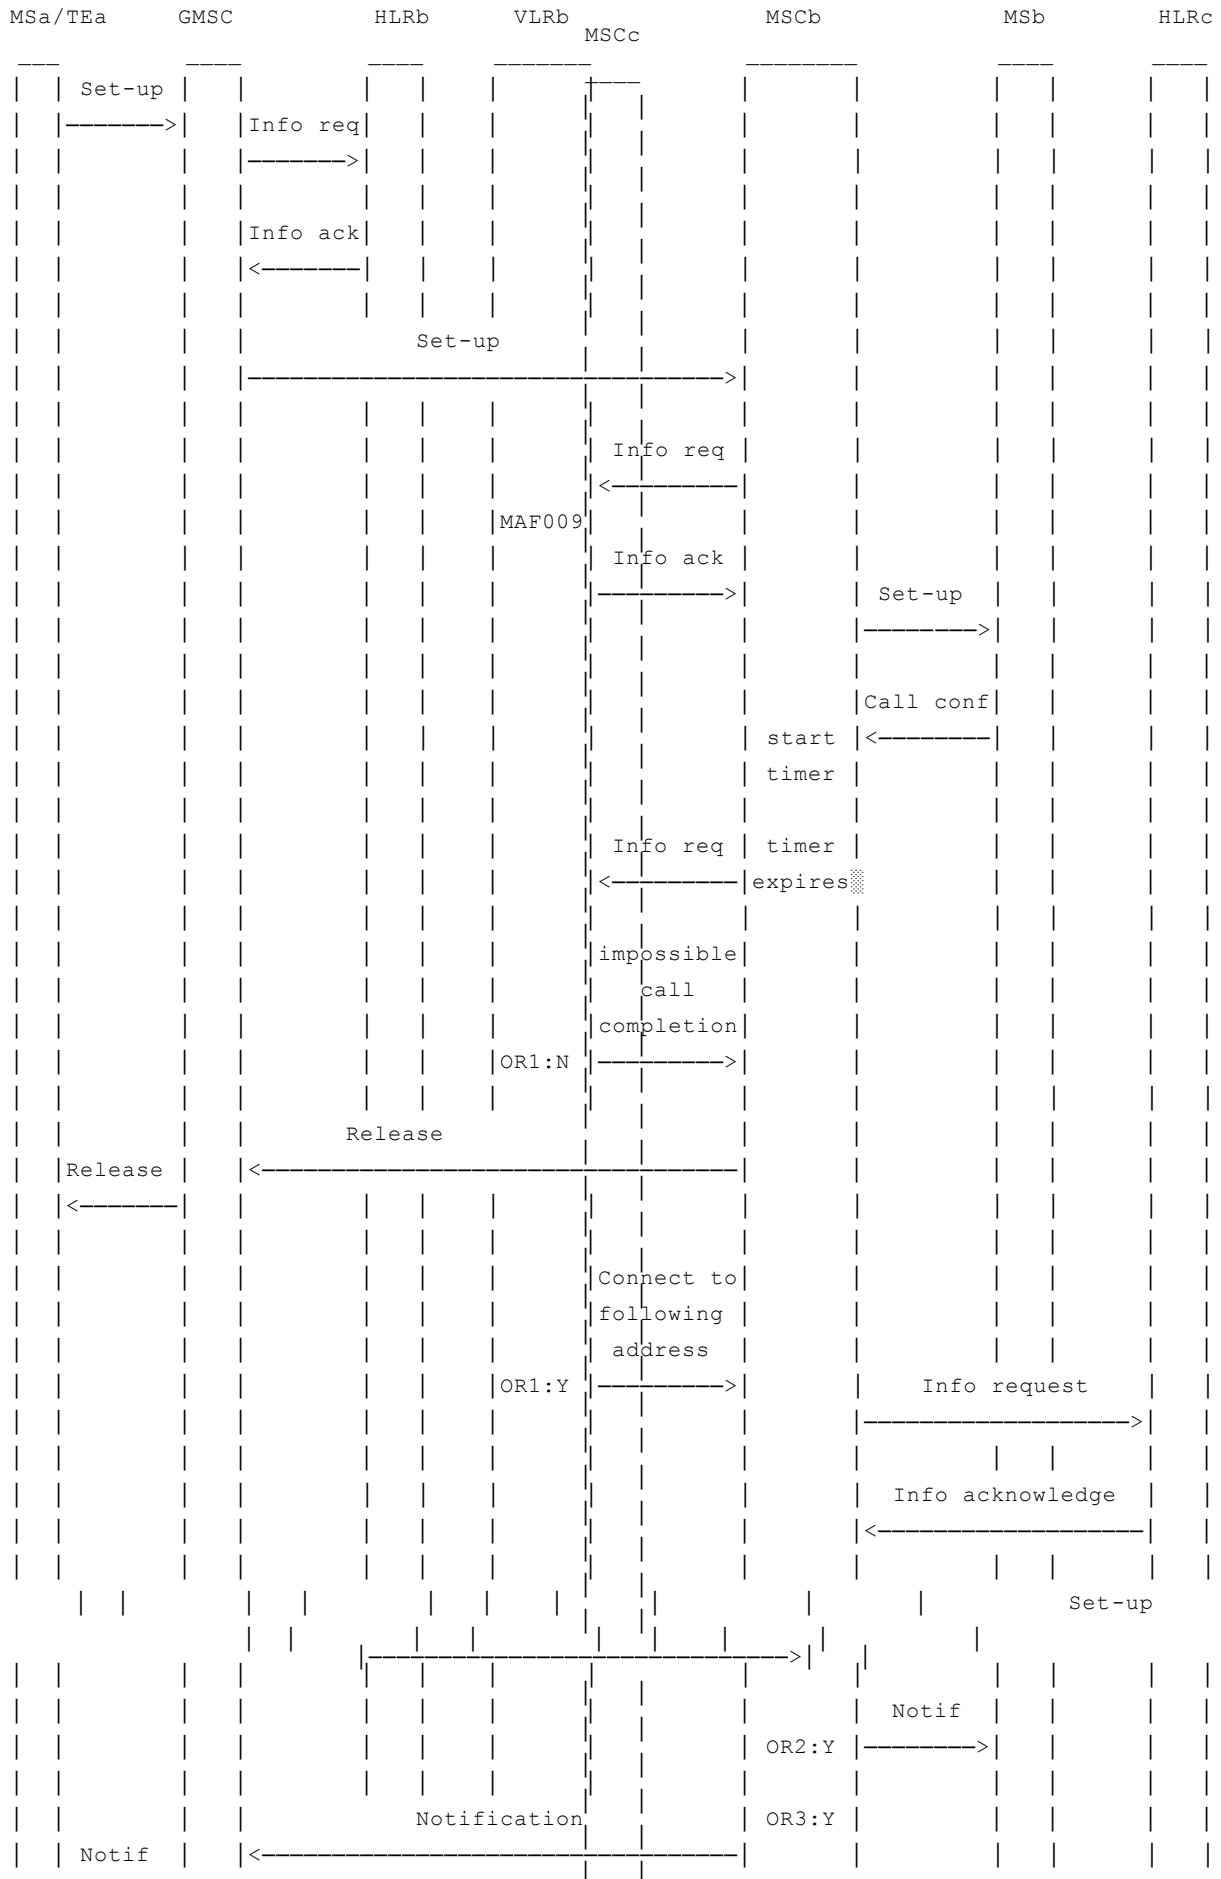 MSa/TEa GMSC HLRb VLRb MSCb MSb HLRc
MSCc
Set-up
Info req
Info ack
Set-up
Info req
MAF009
Info ack
Set-up
Call conf
start
timer
Info req timer
expires
impossible
call
completion
OR1:N
Release
Release
Connect to
following
address
OR1:Y Info request
Info acknowledge
Set-up
Notif
OR2:Y
Notification OR3:Y
Notif